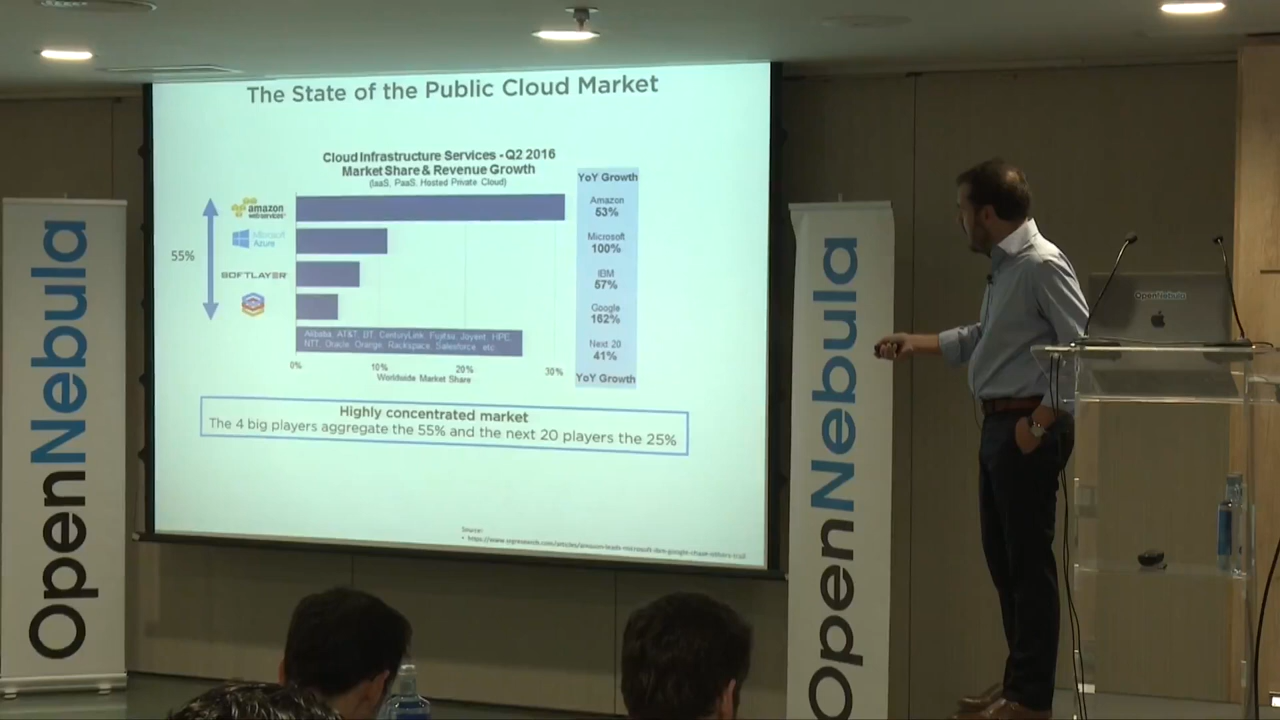 The State of the Public Cloud Market
Cloud Infrastructure Services - Q2 2016
Market Share & Revenue Growth
(IaaS, PaaS, Hosted Private Cloud)
YoY Growth
amazon
web services
Amazon
53%
Microsoft
Azure
Microsoft
100%
55%
SOFTLAYER
IBM
57%
Google
162%
Alibaba, AT&T, BT, CenturyLink, Fujitsu, Joyent, HPE,
NTT, Oracle, Orange, Rackspace, Salesforce, etc
Next 20
41%
0% 10% 20% 30%
Worldwide Market Share
YoY Growth
Highly concentrated market
The 4 big players aggregate the 55% and the next 20 players the 25%
Source:
OpenNebula
OpenNebula
OpenNebula